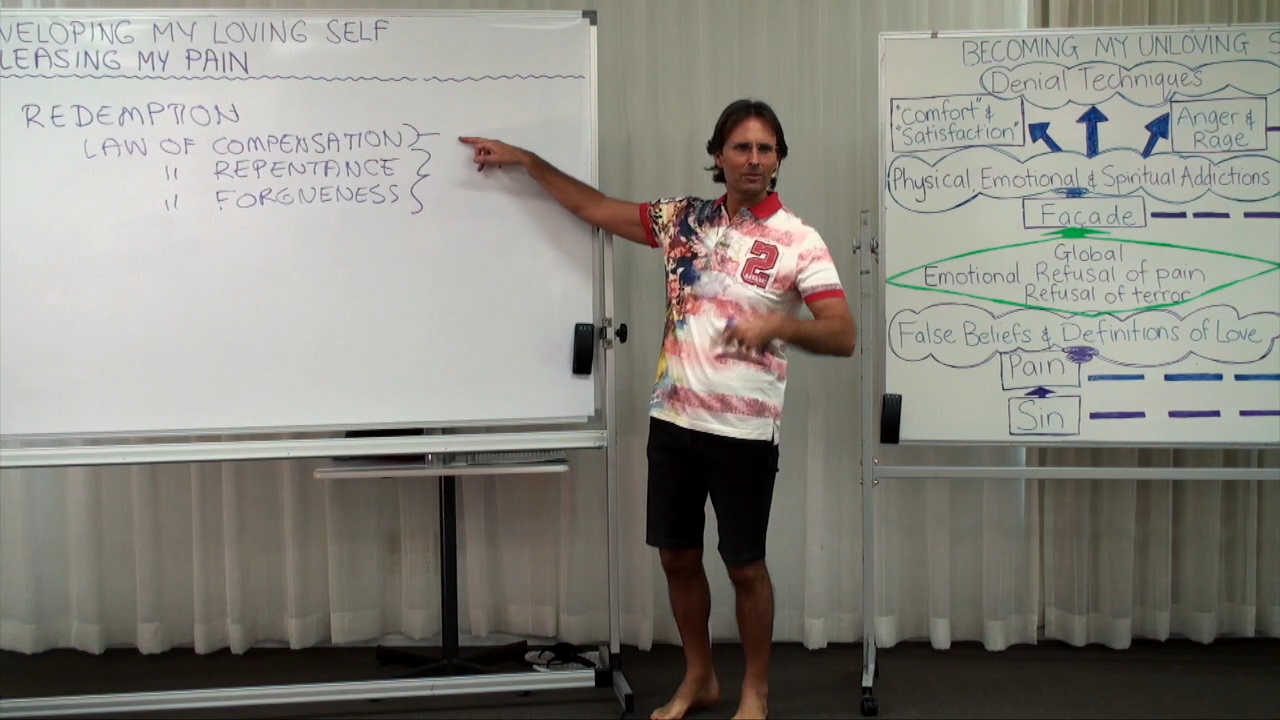 VELOPING MY LOVING SELF
LEASING MY PAIN
REDEMPTION
LAW OF COMPENSATION
" REPENTANCE
" FORGIVENESS
2
BECOMING MY UNLOVING S
Denial Techniques
"Comfort" &
"Satisfaction"
Anger &
Rage
Physical Emotional & Spiritual Addictions
Façade
Global
Emotional Refusal of pain
Refusal of terror
False Beliefs & Definitions of Love
Pain
Sin